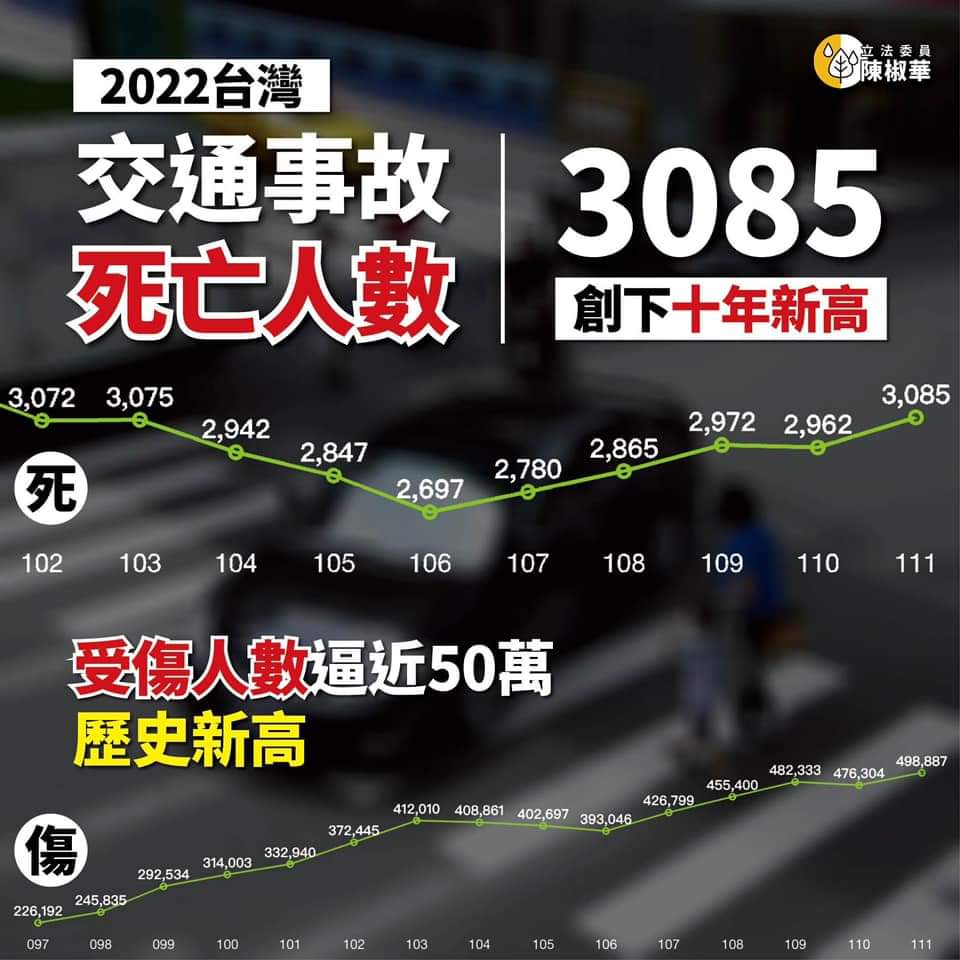 立法委員
陳椒華
2022台灣
交通事故
死亡人數
3085
創下十年新高
3,072 3,075 2,942 2,847 2,697 2,780 2,865 2,972 2,962 3,085
死
102 103 104 105 106 107 108 109 110 111
受傷人數逼近50萬
歷史新高
226,192 245,835 292,534 314,003 332,940 372,445 412,010 408,861 402,697 393,046 426,799 455,400 482,333 476,304 498,887
傷
097 098 099 100 101 102 103 104 105 106 107 108 109 110 111